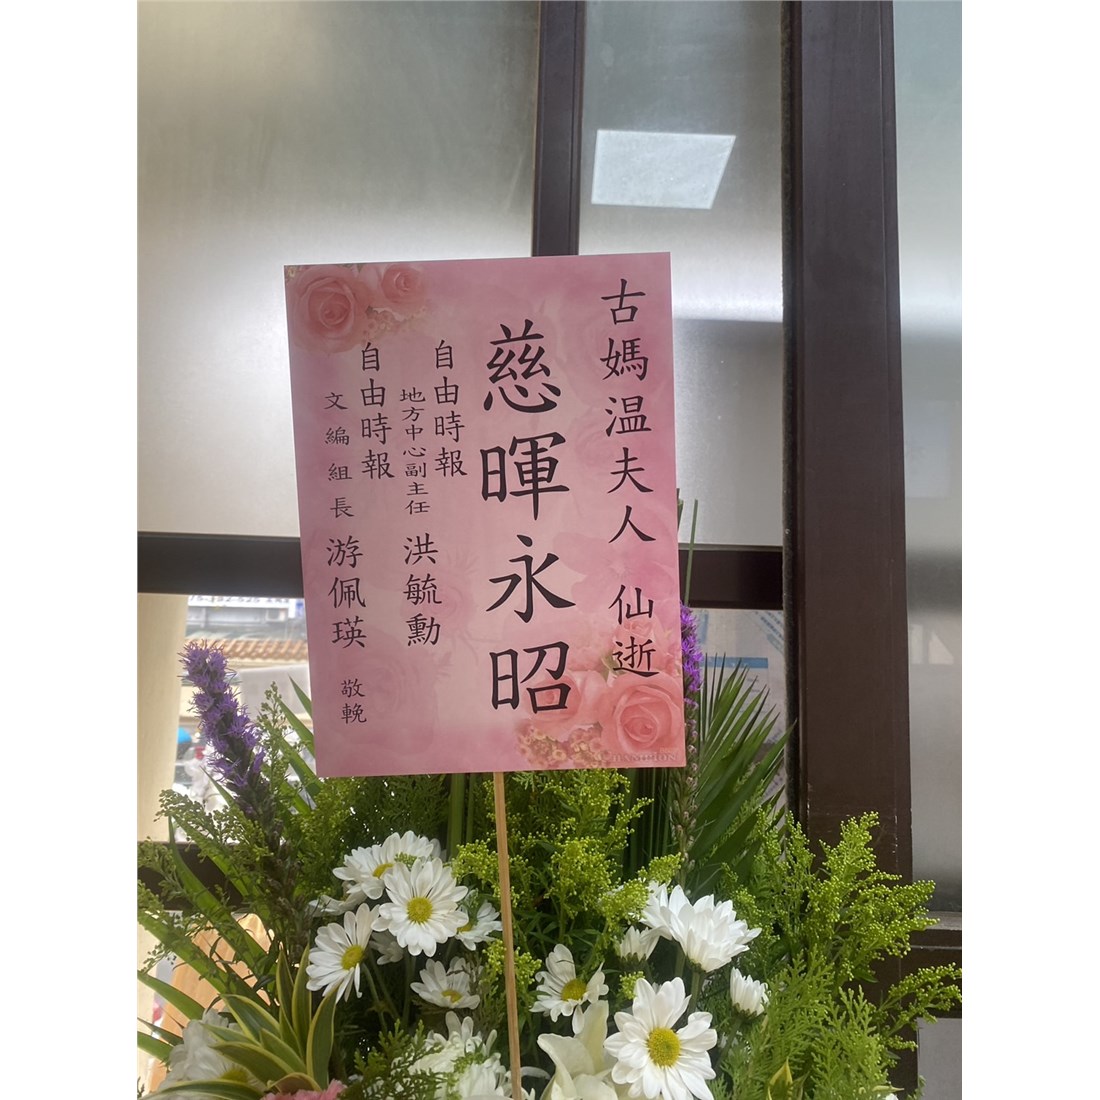 古媽温夫人 仙逝
慈暉永昭
自由時報
地方中心副主任 洪毓勳
自由時報
文編組長 游佩瑛 敬輓